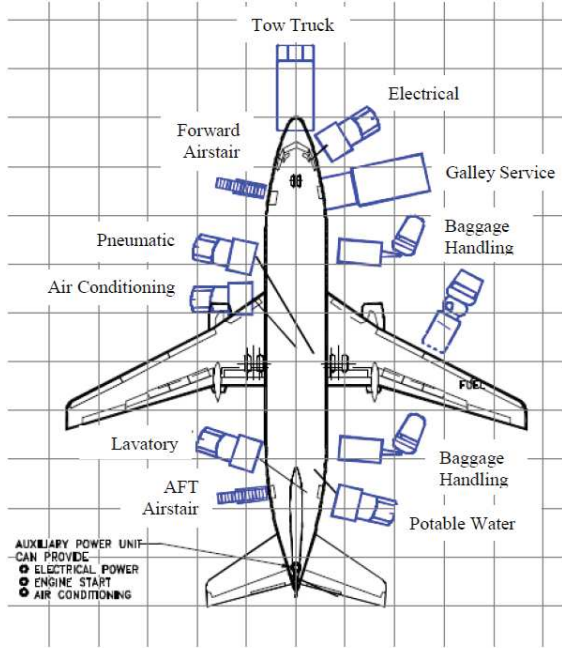 Tow Truck
Electrical
Forward
Airstair
Galley Service
Pneumatic
Baggage
Handling
Air Conditioning
FUEL
Lavatory
Baggage
Handling
AFT
Airstair
Potable Water
AUXILIARY POWER UNIT
CAN PROVIDE
ELECTRICAL POWER
ENGINE START
AIR CONDITIONING